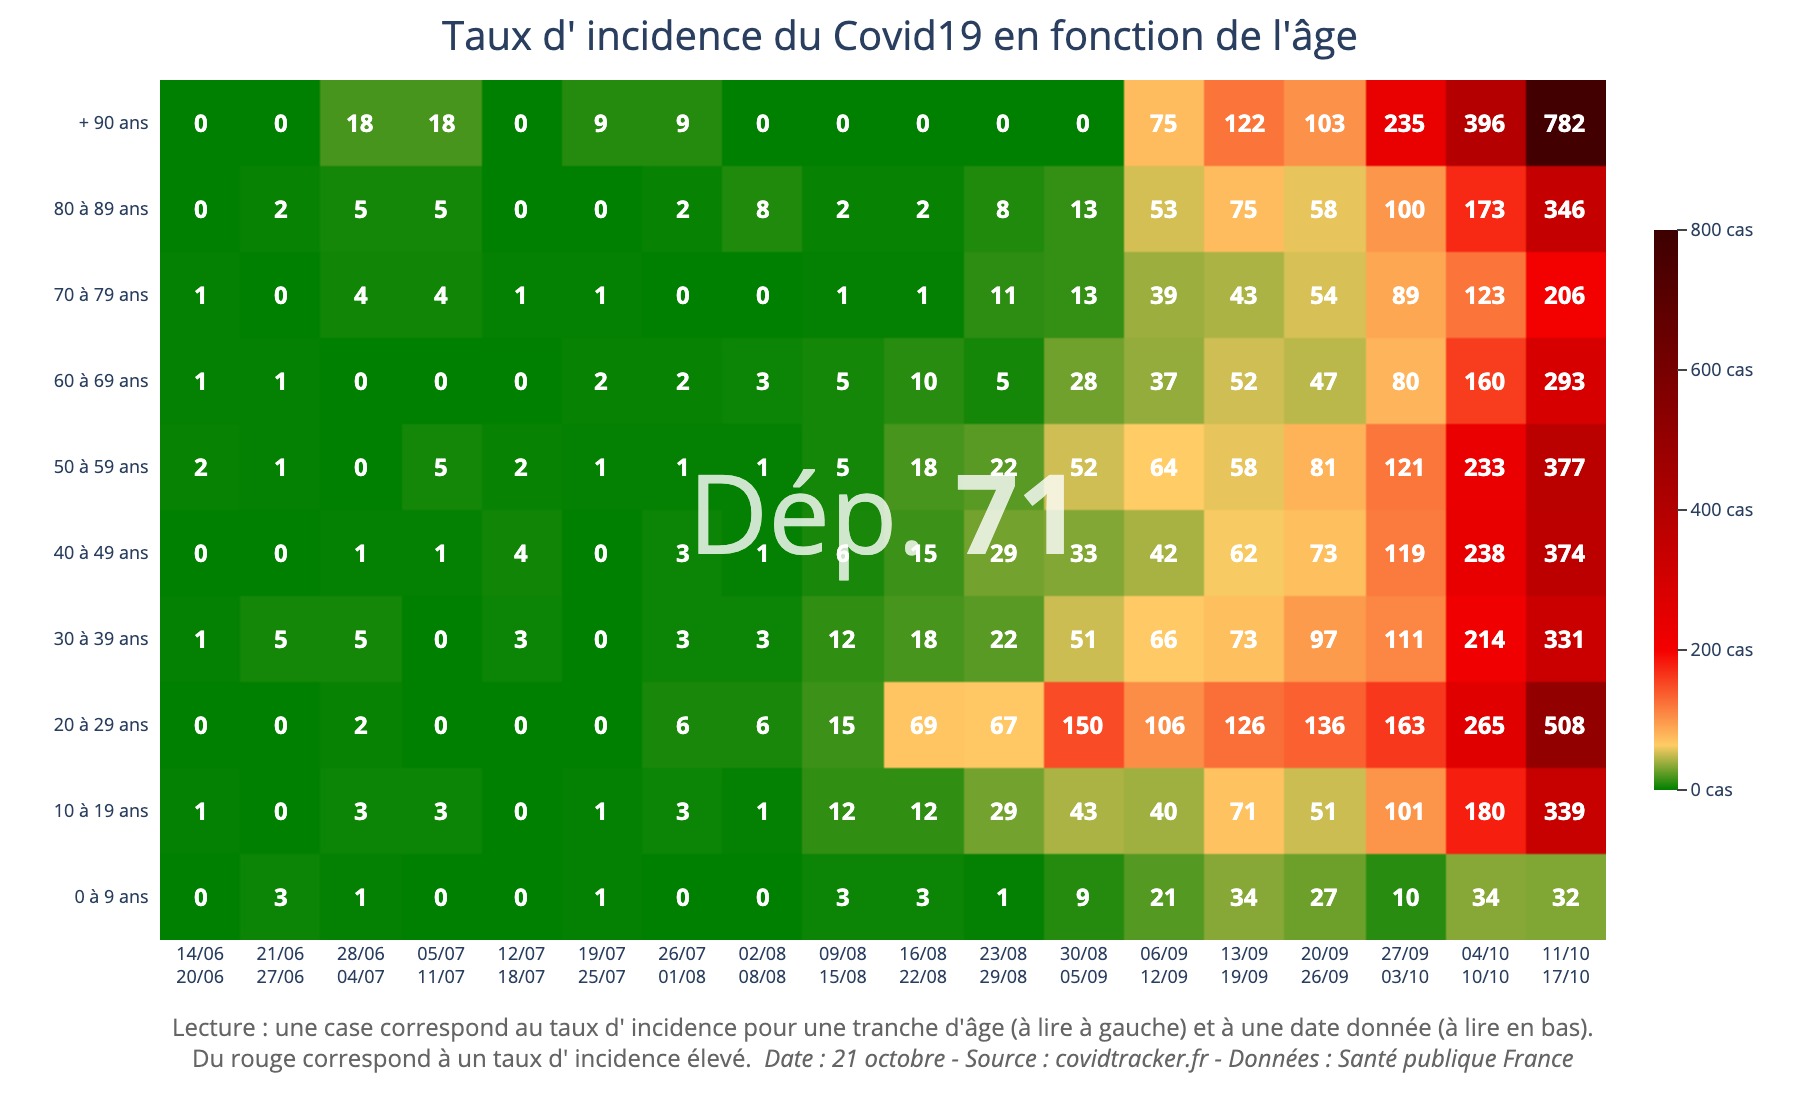 Taux d' incidence du Covid19 en fonction de l'âge
+ 90 ans 0 0 18 18 0 9 9 0 0 0 0 0 75 122 103 235 396 782
80 à 89 ans 0 2 5 5 0 0 2 8 2 2 8 13 53 75 58 100 173 346
70 à 79 ans 1 0 4 4 1 1 0 0 1 1 11 13 39 43 54 89 123 206
60 à 69 ans 1 1 0 0 0 2 2 3 5 10 5 28 37 52 47 80 160 293
50 à 59 ans 2 1 0 5 2 1 1 1 5 18 22 52 64 58 81 121 233 377
Dép. 71
40 à 49 ans 0 0 1 1 4 0 3 1 6 15 29 33 42 62 73 119 238 374
30 à 39 ans 1 5 5 0 3 0 3 3 12 18 22 51 66 73 97 111 214 331
20 à 29 ans 0 0 2 0 0 0 6 6 15 69 67 150 106 126 136 163 265 508
10 à 19 ans 1 0 3 3 0 1 3 1 12 12 29 43 40 71 51 101 180 339
0 à 9 ans 0 3 1 0 0 1 0 0 3 3 1 9 21 34 27 10 34 32
14/06 21/06 28/06 05/07 12/07 19/07 26/07 02/08 09/08 16/08 23/08 30/08 06/09 13/09 20/09 27/09 04/10 11/10
20/06 27/06 04/07 11/07 18/07 25/07 01/08 08/08 15/08 22/08 29/08 05/09 12/09 19/09 26/09 03/10 10/10 17/10
800 cas
600 cas
400 cas
200 cas
0 cas
Lecture : une case correspond au taux d' incidence pour une tranche d'âge (à lire à gauche) et à une date donnée (à lire en bas).
Du rouge correspond à un taux d' incidence élevé. Date : 21 octobre - Source : covidtracker.fr - Données : Santé publique France